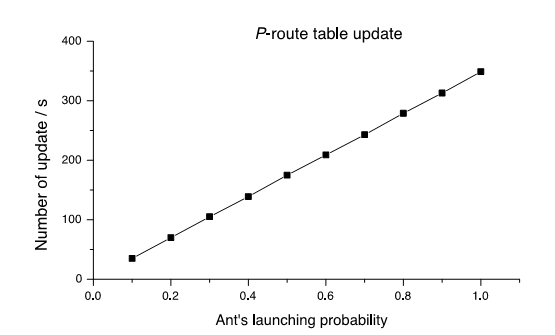 P-route table update
Number of update / s
400
300
200
100
0
0.0 0.2 0.4 0.6 0.8 1.0
Ant's launching probability